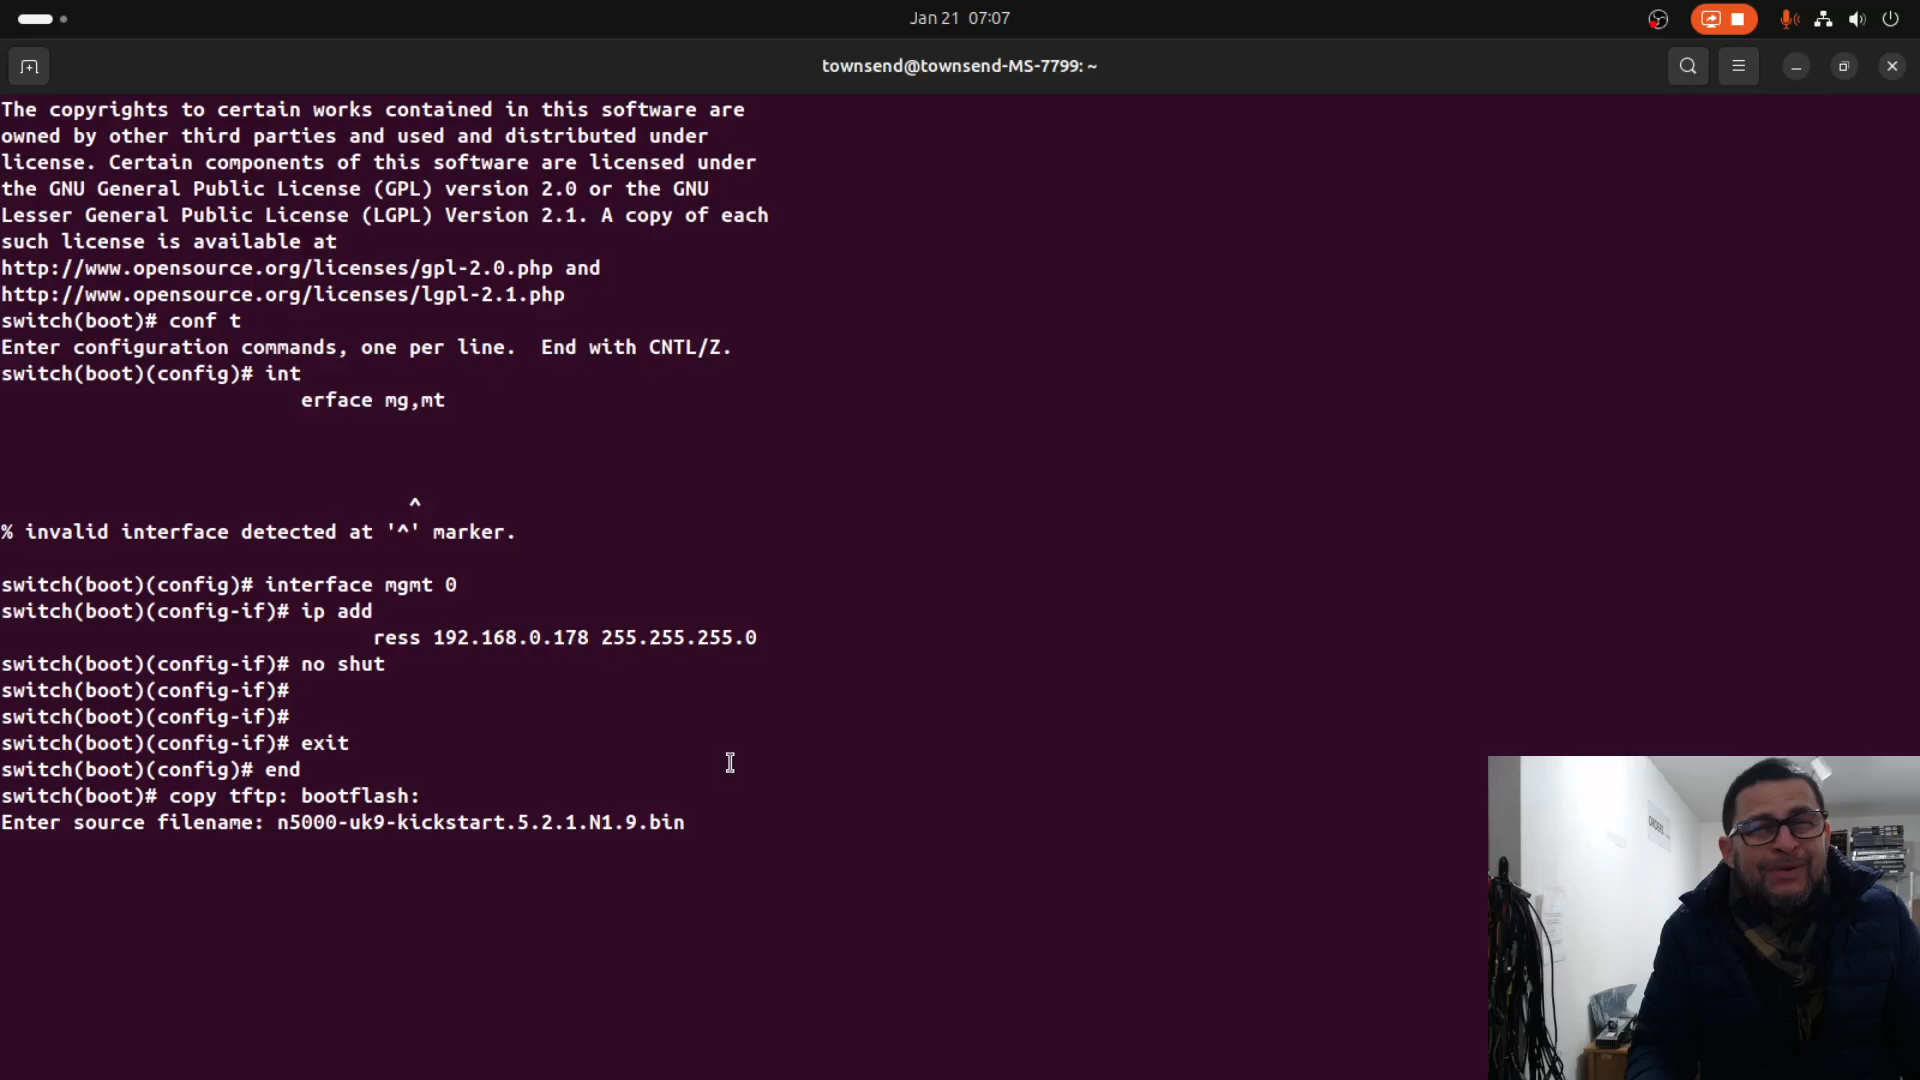 Jan 21 07:07
townsend@townsend-MS-7799: ~
The copyrights to certain works contained in this software are
owned by other third parties and used and distributed under
license. Certain components of this software are licensed under
the GNU General Public License (GPL) version 2.0 or the GNU
Lesser General Public License (LGPL) Version 2.1. A copy of each
such license is available at
http://www.opensource.org/licenses/gpl-2.0.php and
http://www.opensource.org/licenses/lgpl-2.1.php
switch(boot)# conf t
Enter configuration commands, one per line.  End with CNTL/Z.
switch(boot)(config)# int
erface mg,mt
^
% invalid interface detected at '^' marker.
switch(boot)(config)# interface mgmt 0
switch(boot)(config-if)# ip add
ress 192.168.0.178 255.255.255.0
switch(boot)(config-if)# no shut
switch(boot)(config-if)#
switch(boot)(config-if)#
switch(boot)(config-if)# exit
switch(boot)(config)# end
switch(boot)# copy tftp: bootflash:
Enter source filename: n5000-uk9-kickstart.5.2.1.N1.9.bin
ORDERS